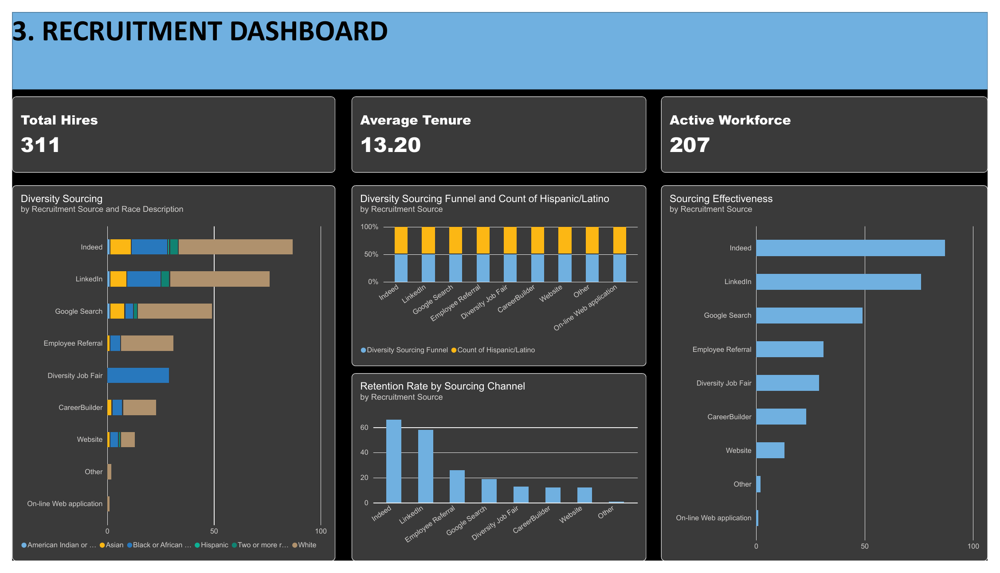 3. RECRUITMENT DASHBOARD
Total Hires
311
Average Tenure
13.20
Active Workforce
207
Diversity Sourcing
by Recruitment Source and Race Description
Indeed
LinkedIn
Google Search
Employee Referral
Diversity Job Fair
CareerBuilder
Website
Other
On-line Web application
0 50 100
American Indian or … Asian Black or African … Hispanic Two or more r… White
Diversity Sourcing Funnel and Count of Hispanic/Latino
by Recruitment Source
100%
50%
0%
Indeed LinkedIn Google Search Employee Referral Diversity Job Fair CareerBuilder Website Other On-line Web application
Diversity Sourcing Funnel Count of Hispanic/Latino
Retention Rate by Sourcing Channel
by Recruitment Source
60
40
20
0
Indeed LinkedIn Employee Referral Google Search Diversity Job Fair CareerBuilder Website Other
Sourcing Effectiveness
by Recruitment Source
Indeed
LinkedIn
Google Search
Employee Referral
Diversity Job Fair
CareerBuilder
Website
Other
On-line Web application
0 50 100